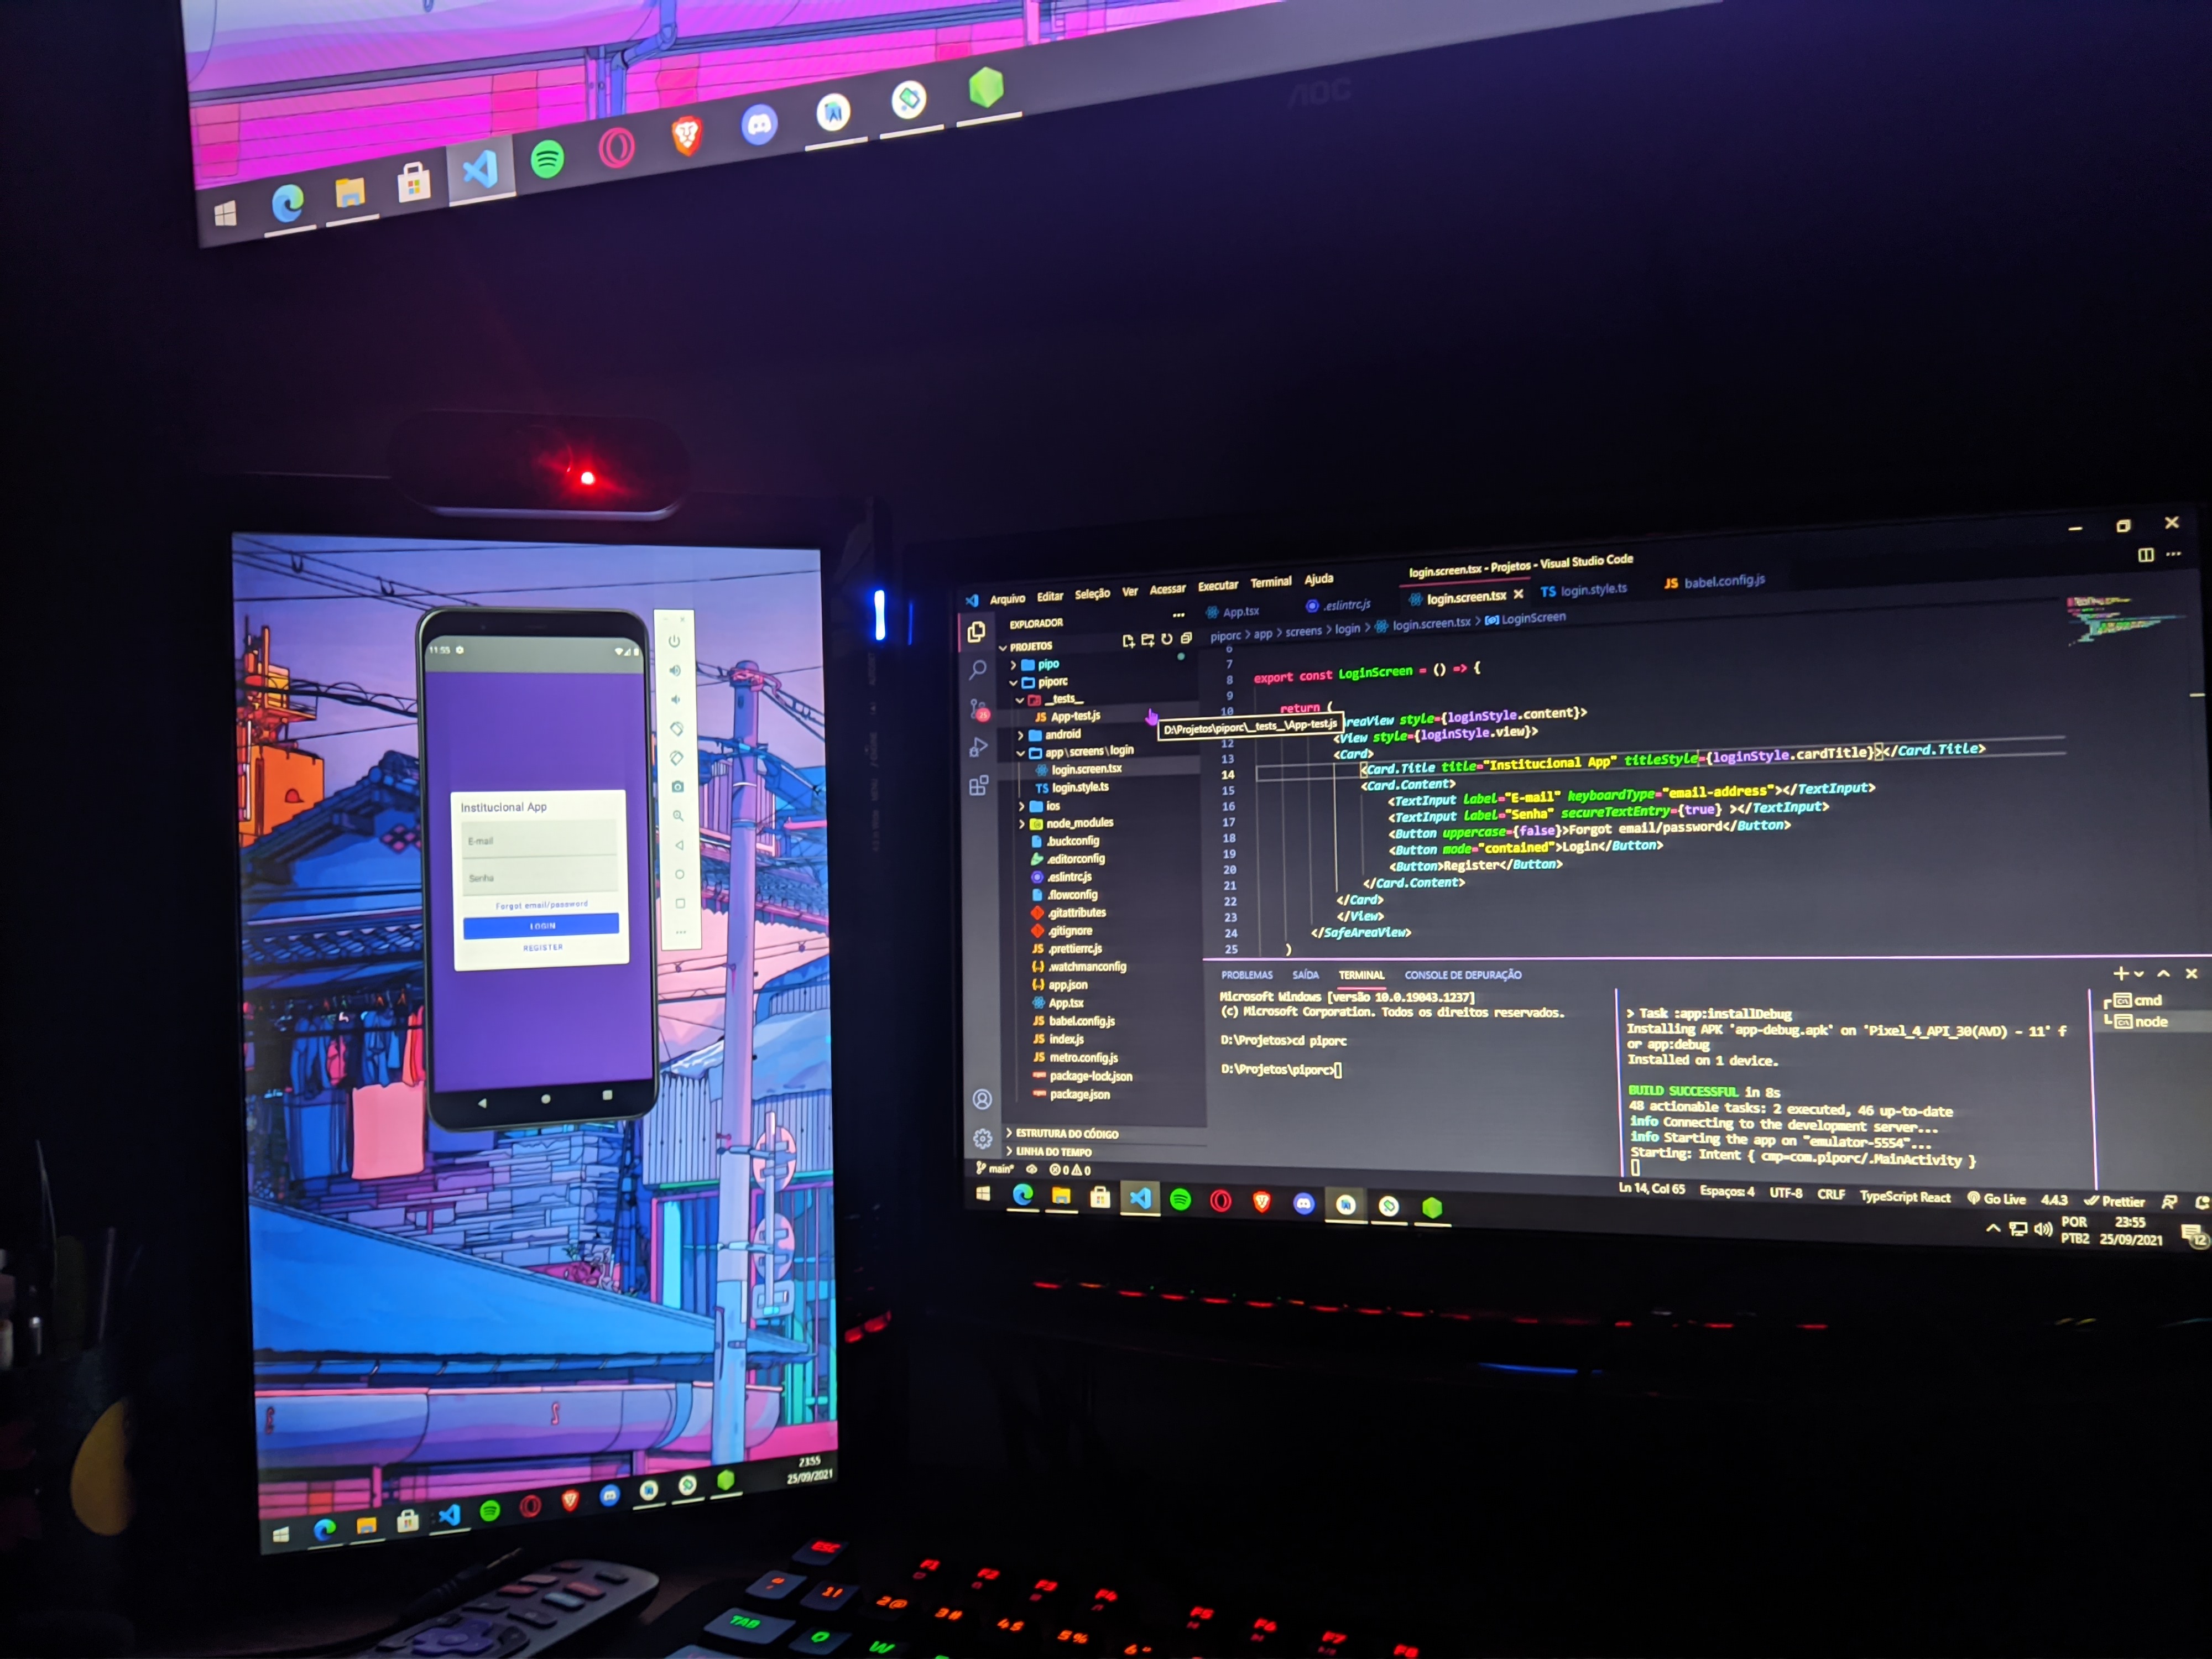 AOC
11:55
Institucional App
E-mail
Senha
Forgot email/password
LOGIN
REGISTER
23:55
25/09/2021
login.screen.tsx - Projetos - Visual Studio Code
Arquivo Editar Seleção Ver Acessar Executar Terminal Ajuda
EXPLORADOR
PROJETOS
pipo
piporc
__tests__
JS App-test.js
android
app\screens\login
login.screen.tsx
TS login.style.ts
ios
node_modules
.buckconfig
.editorconfig
.eslintrc.js
.flowconfig
.gitattributes
.gitignore
JS .prettierrc.js
{.} .watchmanconfig
{.} app.json
App.tsx
JS babel.config.js
JS index.js
JS metro.config.js
package-lock.json
package.json
ESTRUTURA DO CÓDIGO
LINHA DO TEMPO
App.tsx .eslintrc.js login.screen.tsx TS login.style.ts JS babel.config.js
piporc > app > screens > login > login.screen.tsx > LoginScreen
6
7
8 export const LoginScreen = () => {
9
10 return (
D:\Projetos\piporc\__tests__\App-test.js
reaView style={loginStyle.content}>
12 <View style={loginStyle.view}>
13 <Card>
14 <Card.Title title="Institucional App" titleStyle={loginStyle.cardTitle}></Card.Title>
15 <Card.Content>
16 <TextInput label="E-mail" keyboardType="email-address"></TextInput>
17 <TextInput label="Senha" secureTextEntry={true} ></TextInput>
18 <Button uppercase={false}>Forgot email/password</Button>
19 <Button mode="contained">Login</Button>
20 <Button>Register</Button>
21 </Card.Content>
22 </Card>
23 </View>
24 </SafeAreaView>
25 )
PROBLEMAS SAÍDA TERMINAL CONSOLE DE DEPURAÇÃO
Microsoft Windows [versão 10.0.19043.1237]
(c) Microsoft Corporation. Todos os direitos reservados.
D:\Projetos>cd piporc
D:\Projetos\piporc>
> Task :app:installDebug
Installing APK 'app-debug.apk' on 'Pixel_4_API_30(AVD) - 11' f
or app:debug
Installed on 1 device.
BUILD SUCCESSFUL in 8s
48 actionable tasks: 2 executed, 46 up-to-date
info Connecting to the development server...
info Starting the app on "emulator-5554"...
Starting: Intent { cmp=com.piporc/.MainActivity }
cmd
node
main* 0 0
Ln 14, Col 65 Espaços: 4 UTF-8 CRLF TypeScript React Go Live 4.4.3 Prettier
POR
PTB2
23:55
25/09/2021
12
ESC F1 F2 F3 F4 F5 F6 F7 F8
1! 2@ 3# 4$ 5% 6
TAB Q W